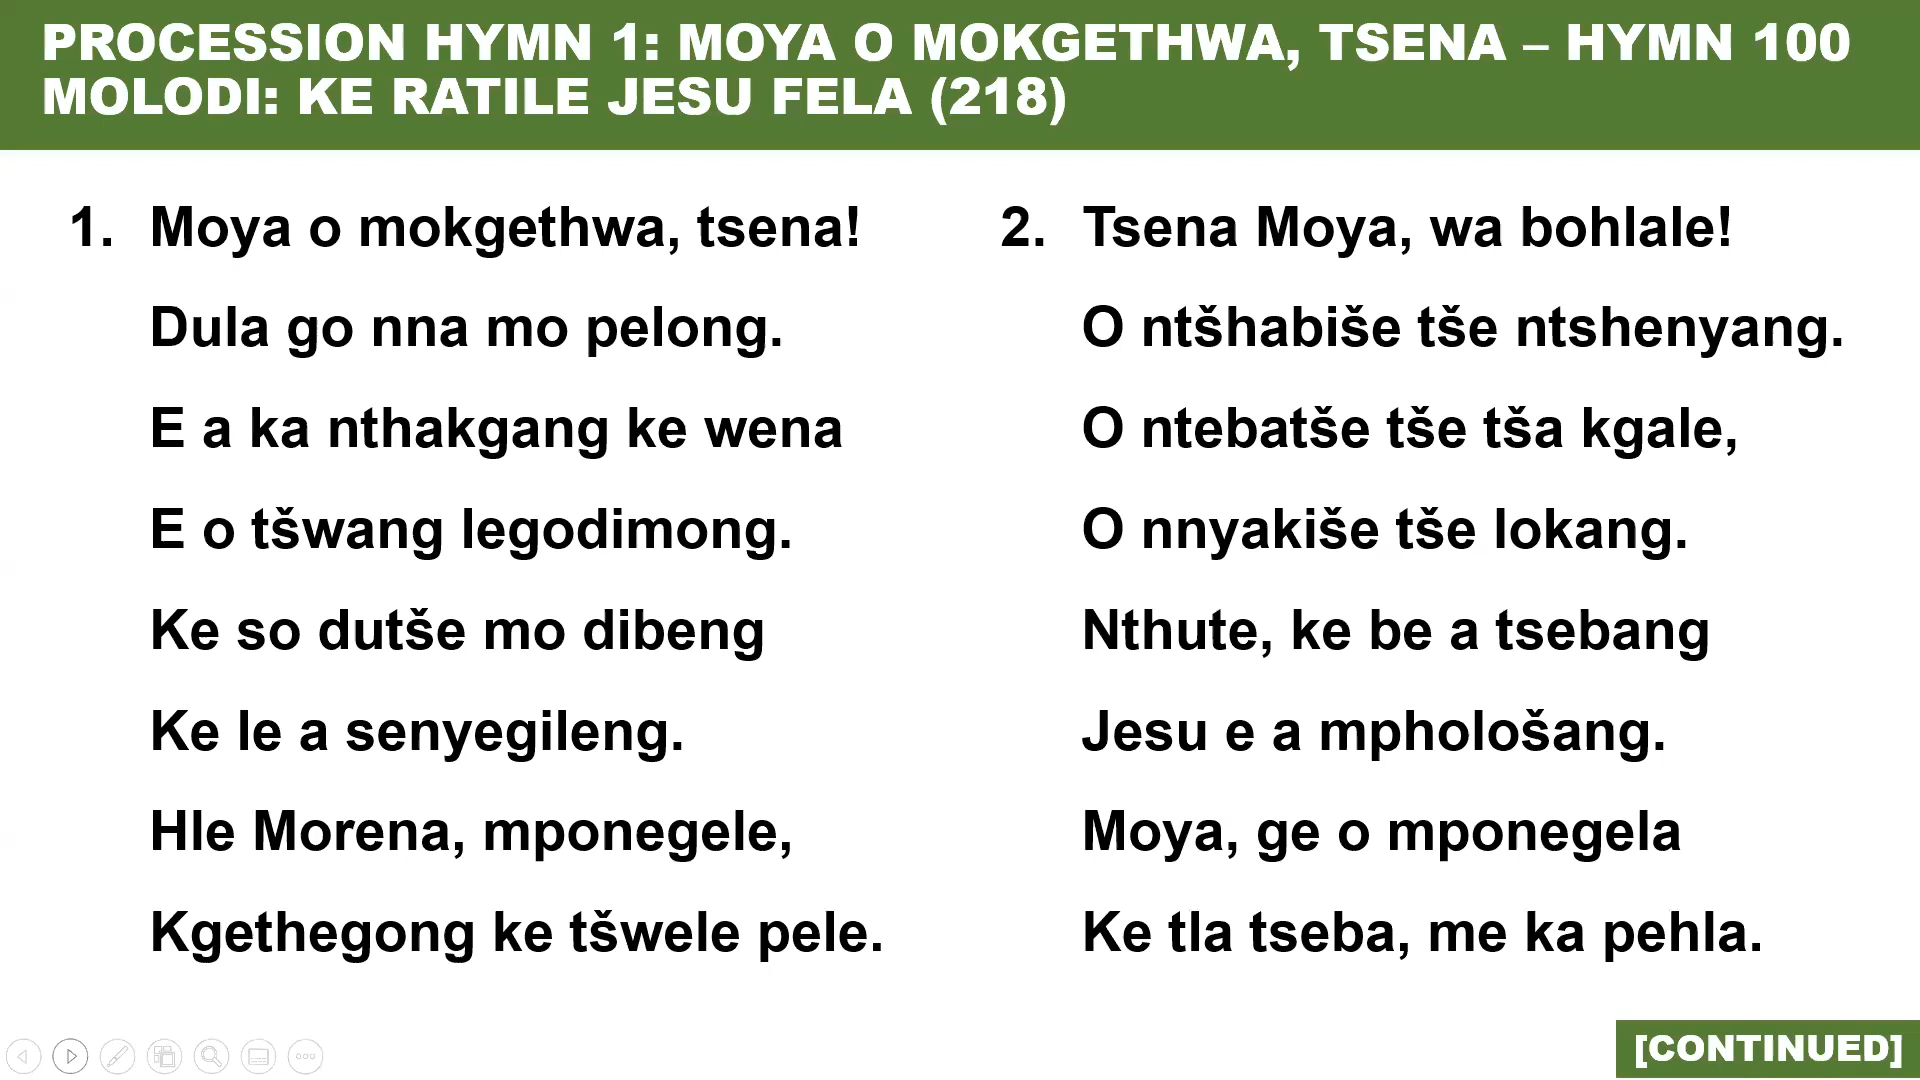 PROCESSION HYMN 1: MOYA O MOKGETHWA, TSENA – HYMN 100
MOLODI: KE RATILE JESU FELA (218)
1. Moya o mokgethwa, tsena!
Dula go nna mo pelong.
E a ka nthakgang ke wena
E o tšwang legodimong.
Ke so dutše mo dibeng
Ke le a senyegileng.
Hle Morena, mponegele,
Kgethegong ke tšwele pele.
2. Tsena Moya, wa bohlale!
O ntšhabiše tše ntshenyang.
O ntebatše tše tša kgale,
O nnyakiše tše lokang.
Nthute, ke be a tsebang
Jesu e a mphološang.
Moya, ge o mponegela
Ke tla tseba, me ka pehla.
[CONTINUED]